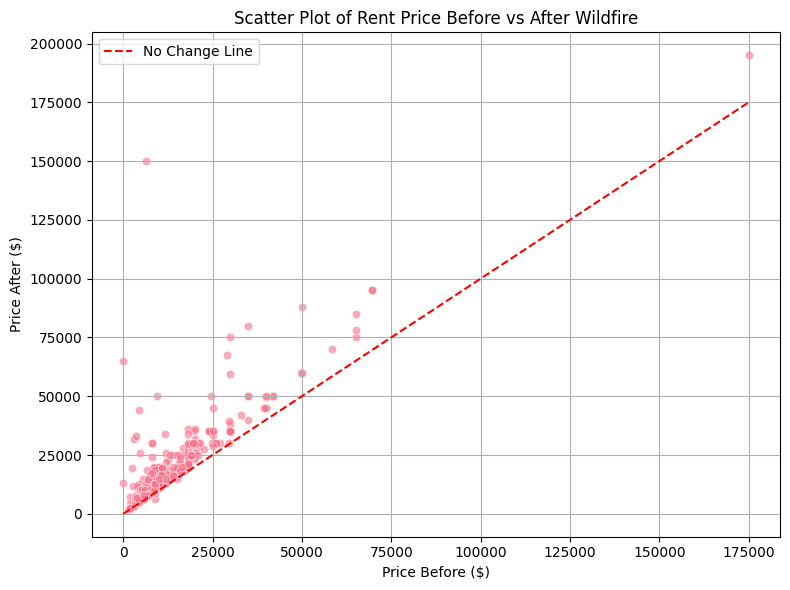 Scatter Plot of Rent Price Before vs After Wildfire
No Change Line
Price After ($)
200000
175000
150000
125000
100000
75000
50000
25000
0
0 25000 50000 75000 100000 125000 150000 175000
Price Before ($)